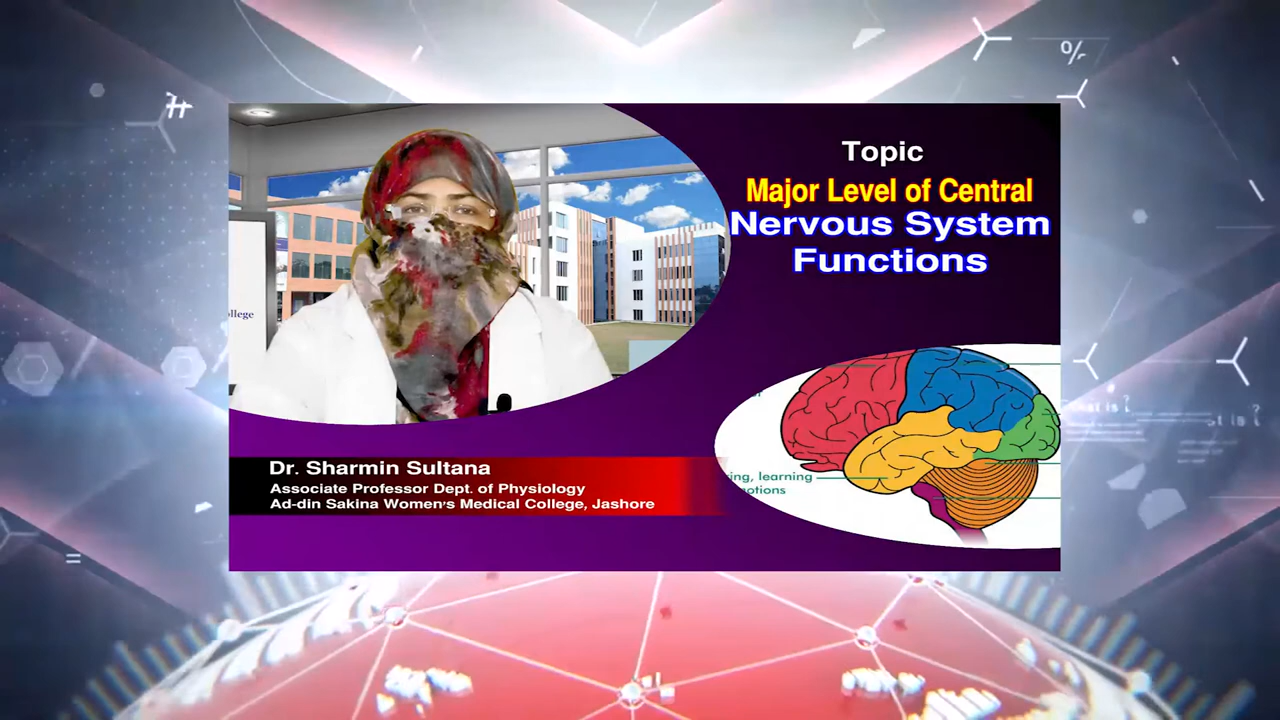 Topic
Major Level of Central
Nervous System
Functions
llege
ing, learning
otions
Dr. Sharmin Sultana
Associate Professor Dept. of Physiology
Ad-din Sakina Women's Medical College, Jashore
%
=